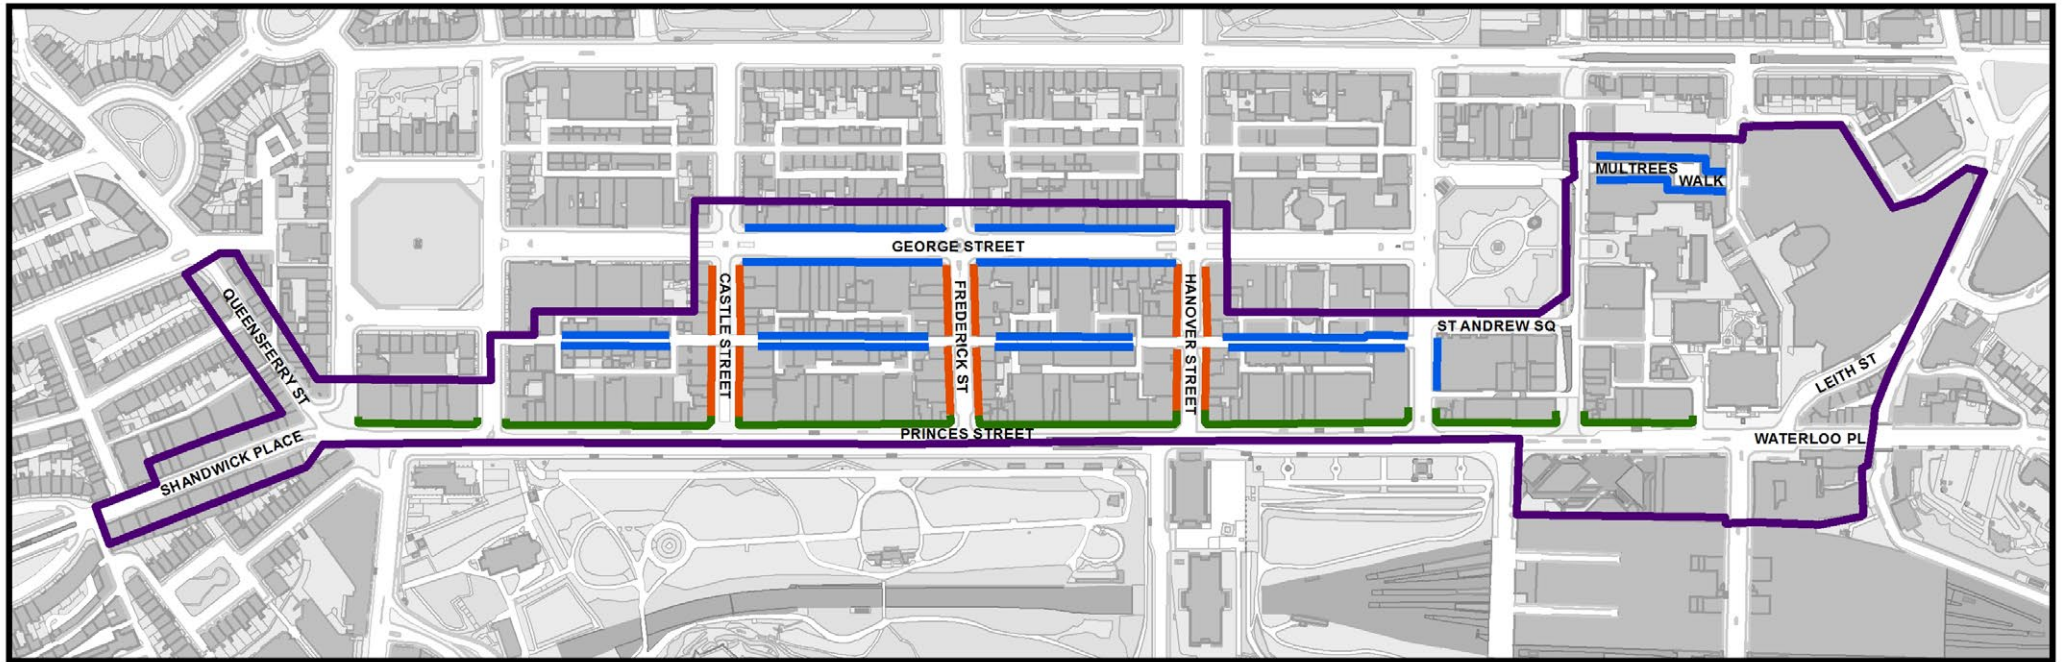 MULTREES
WALK
GEORGE STREET
CASTLE STREET
FREDERICK ST
HANOVER STREET
QUEENSFERRY ST
ST ANDREW SQ
LEITH ST
PRINCES STREET
WATERLOO PL
SHANDWICK PLACE